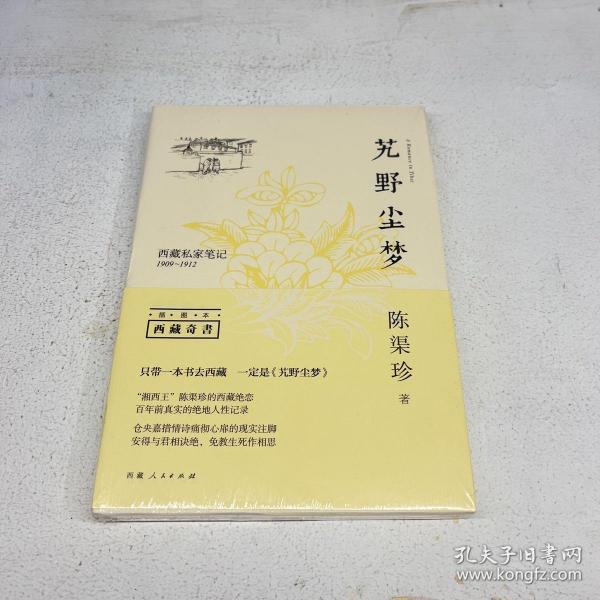 艽野尘梦
A Romance in Tibet
西藏私家笔记
1909~1912
陈渠珍 著
插·图·本
西藏奇書
只带一本书去西藏 一定是《艽野尘梦》
“湘西王”陈渠珍的西藏绝恋
百年前真实的绝地人性记录
仓央嘉措情诗痛彻心扉的现实注脚
安得与君相诀绝，免教生死作相思
西藏人民出版社
孔夫子旧書网
www.kongfz.com